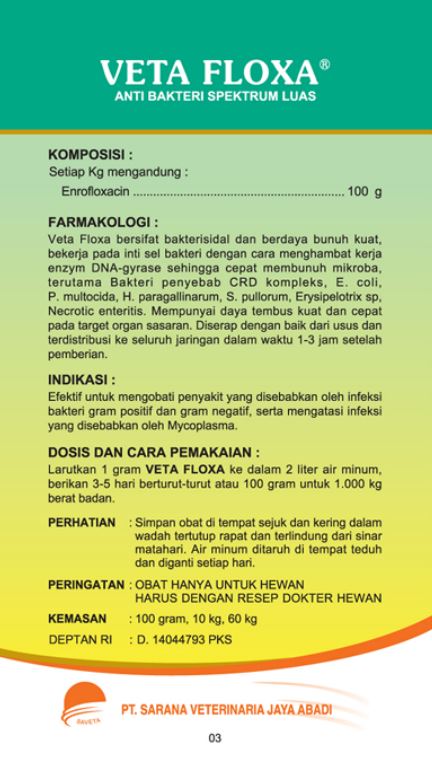 VETA FLOXA®
ANTI BAKTERI SPEKTRUM LUAS
KOMPOSISI :
Setiap Kg mengandung :
Enrofloxacin ................................................................ 100 g
FARMAKOLOGI :
Veta Floxa bersifat bakterisidal dan berdaya bunuh kuat,
bekerja pada inti sel bakteri dengan cara menghambat kerja
enzym DNA-gyrase sehingga cepat membunuh mikroba,
terutama Bakteri penyebab CRD kompleks, E. coli,
P. multocida, H. paragallinarum, S. pullorum, Erysipelotrix sp,
Necrotic enteritis. Mempunyai daya tembus kuat dan cepat
pada target organ sasaran. Diserap dengan baik dari usus dan
terdistribusi ke seluruh jaringan dalam waktu 1-3 jam setelah
pemberian.
INDIKASI :
Efektif untuk mengobati penyakit yang disebabkan oleh infeksi
bakteri gram positif dan gram negatif, serta mengatasi infeksi
yang disebabkan oleh Mycoplasma.
DOSIS DAN CARA PEMAKAIAN :
Larutkan 1 gram VETA FLOXA ke dalam 2 liter air minum,
berikan 3-5 hari berturut-turut atau 100 gram untuk 1.000 kg
berat badan.
PERHATIAN : Simpan obat di tempat sejuk dan kering dalam
wadah tertutup rapat dan terlindung dari sinar
matahari. Air minum ditaruh di tempat teduh
dan diganti setiap hari.
PERINGATAN : OBAT HANYA UNTUK HEWAN
HARUS DENGAN RESEP DOKTER HEWAN
KEMASAN : 100 gram, 10 kg, 60 kg
DEPTAN RI : D. 14044793 PKS
SAVETA
PT. SARANA VETERINARIA JAYA ABADI
03